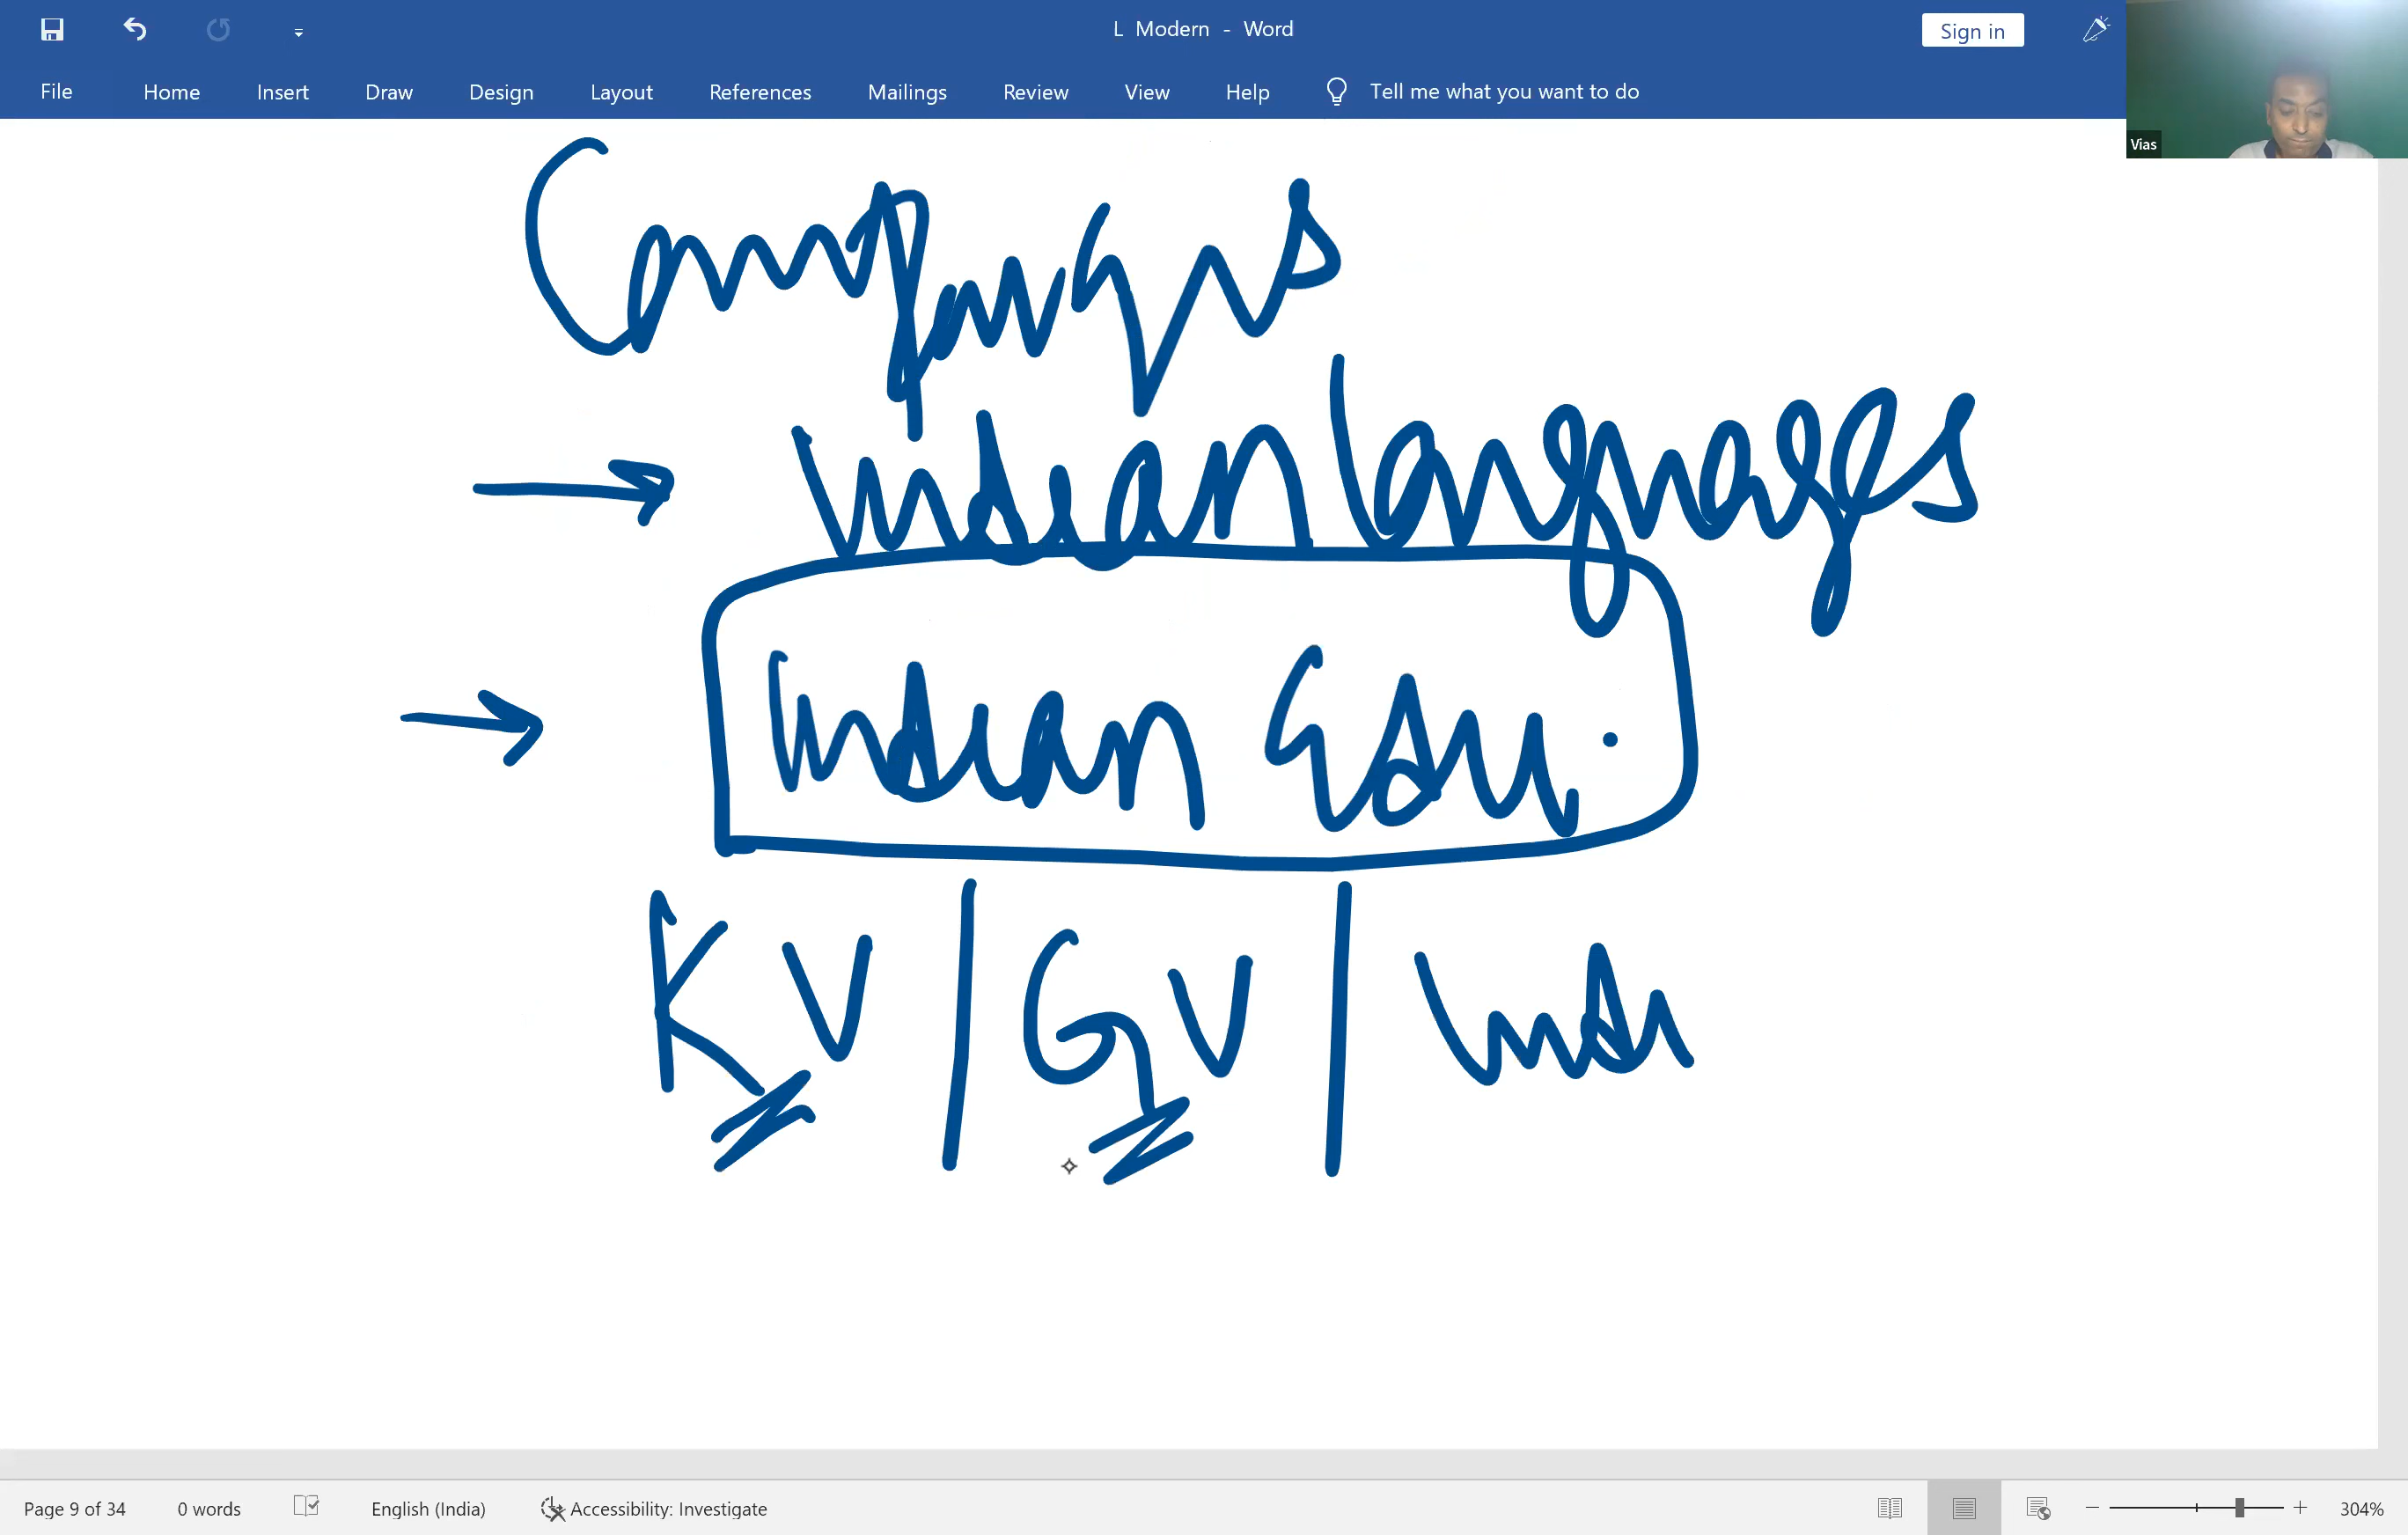 L Modern - Word
Sign in
File Home Insert Draw Design Layout References Mailings Review View Help Tell me what you want to do
Vias
Campaigns
Indian languages
Indian Edu.
KV | GV |
Page 9 of 34 0 words English (India) Accessibility: Investigate 304%